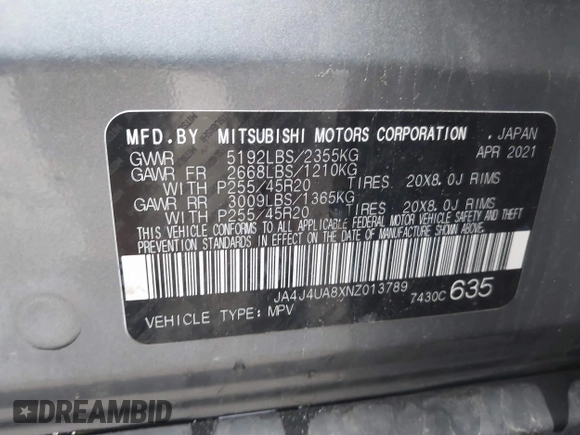 MFD.BY MITSUBISHI MOTORS CORPORATION , JAPAN
GVWR 5192LBS/2355KG APR 2021
GAWR FR 2668LBS/1210KG
WITH P255/45R20 TIRES. 20X8.0J RIMS
GAWR RR 3009LBS/1365KG
WITH P255/45R20 TIRES. 20X8.0J RIMS
THIS VEHICLE CONFORMS TO ALL APPLICABLE FEDERAL MOTOR VEHICLE SAFETY AND THEFT
PREVENTION STANDARDS IN EFFECT ON THE DATE OF MANUFACTURE SHOWN ABOVE.
JA4J4UA8XNZ013789
VEHICLE TYPE: MPV 7430C 635
DREAMBID